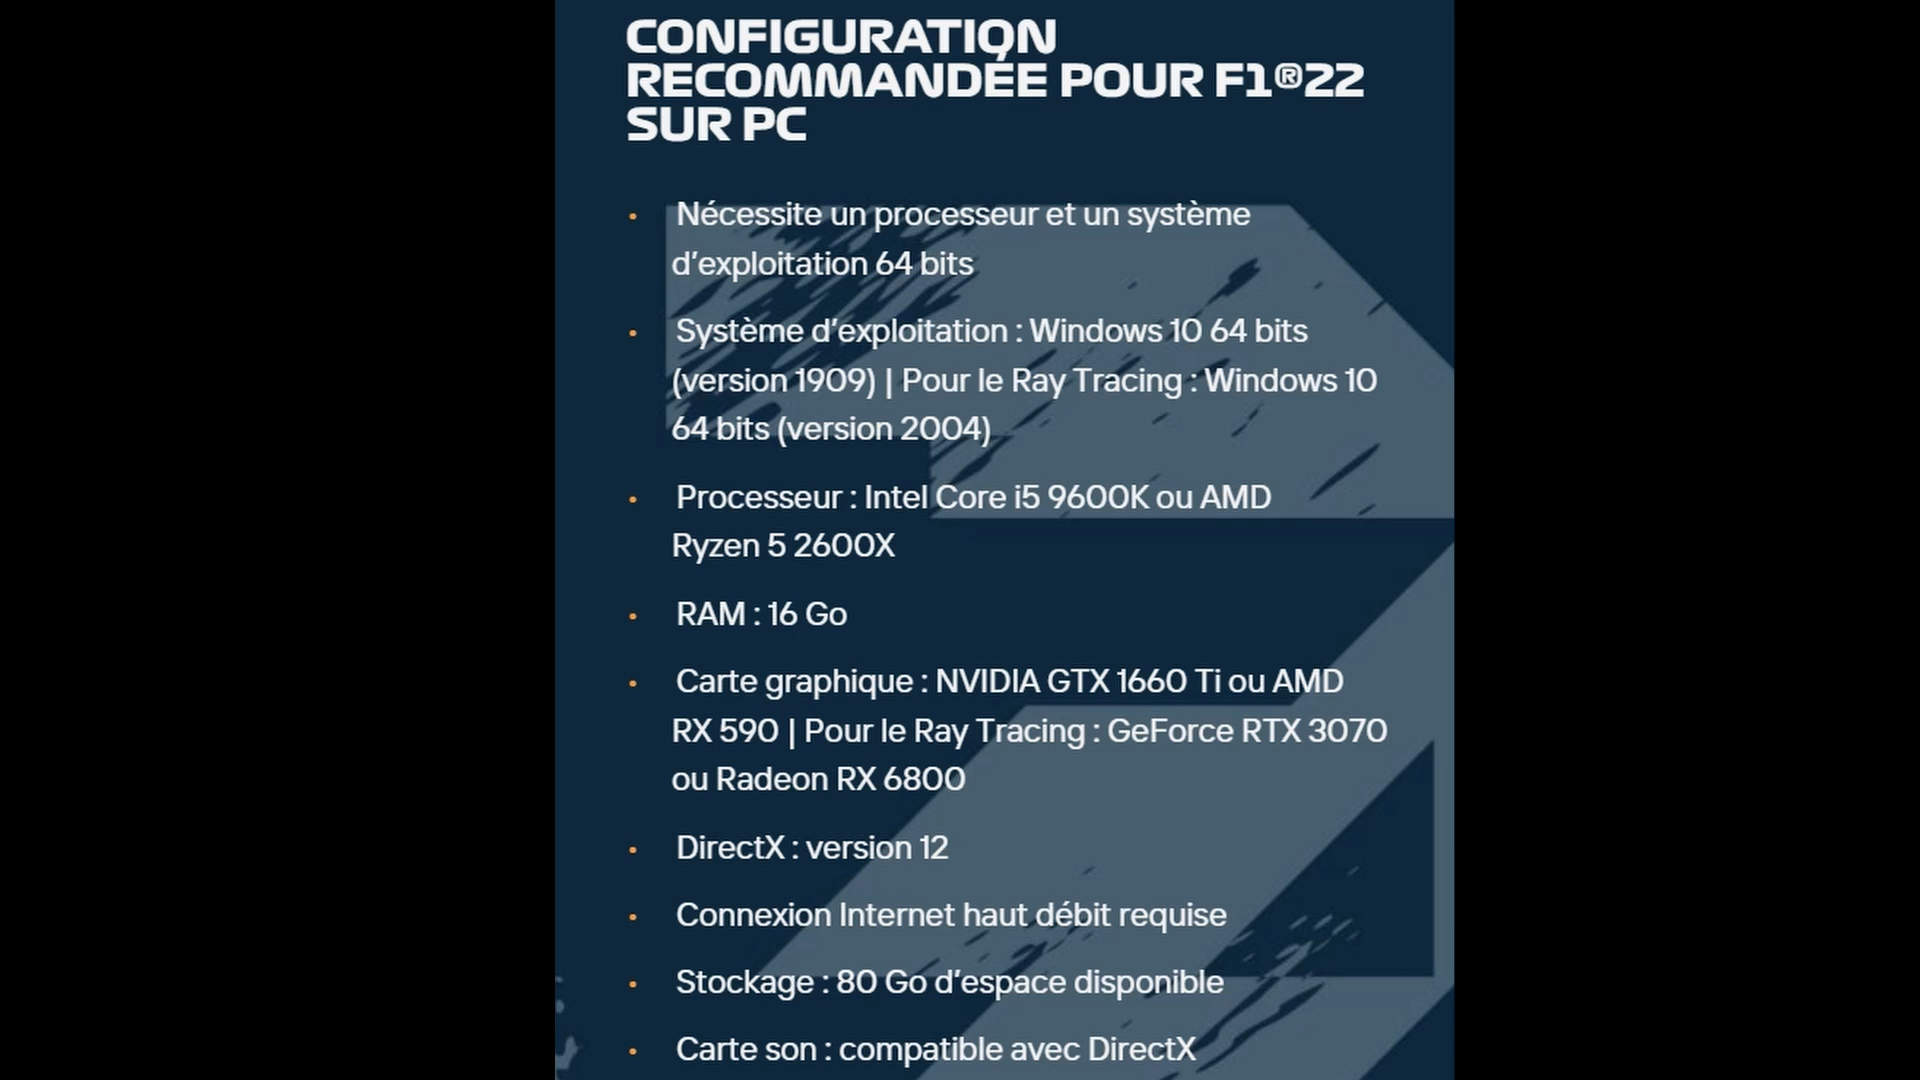 CONFIGURATION
RECOMMANDÉE POUR F1®22
SUR PC
• Nécessite un processeur et un système
d’exploitation 64 bits
• Système d’exploitation : Windows 10 64 bits
(version 1909) | Pour le Ray Tracing : Windows 10
64 bits (version 2004)
• Processeur : Intel Core i5 9600K ou AMD
Ryzen 5 2600X
• RAM : 16 Go
• Carte graphique : NVIDIA GTX 1660 Ti ou AMD
RX 590 | Pour le Ray Tracing : GeForce RTX 3070
ou Radeon RX 6800
• DirectX : version 12
• Connexion Internet haut débit requise
• Stockage : 80 Go d’espace disponible
• Carte son : compatible avec DirectX